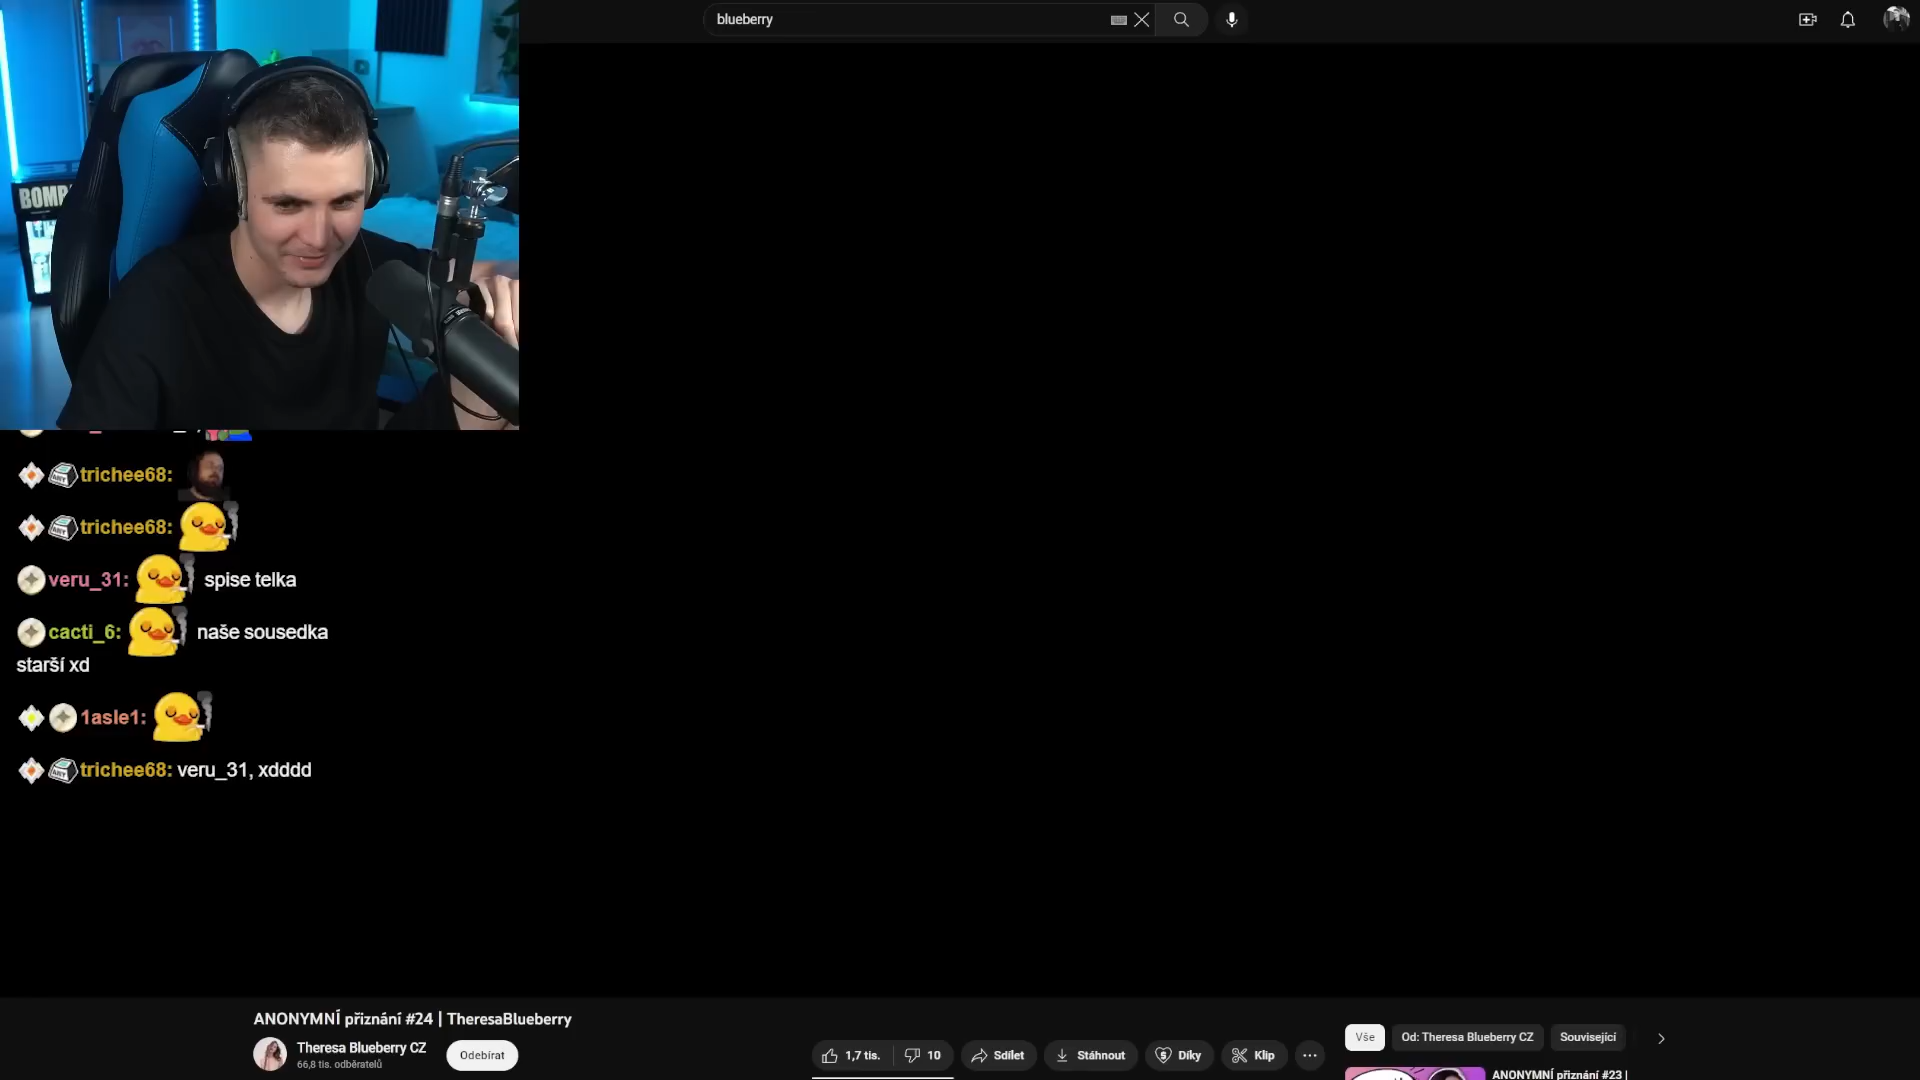 blueberry
BOMB
trichee68:
trichee68:
veru_31: spise telka
cacti_6: naše sousedka
starší xd
1asle1:
trichee68: veru_31, xdddd
ANONYMNÍ přiznání #24 | TheresaBlueberry
Theresa Blueberry CZ
66,8 tis. odběratelů
Odebírat
1,7 tis.
10
Sdílet
Stáhnout
Díky
Klip
Vše
Od: Theresa Blueberry CZ
Související
ANONYMNÍ přiznání #23 |